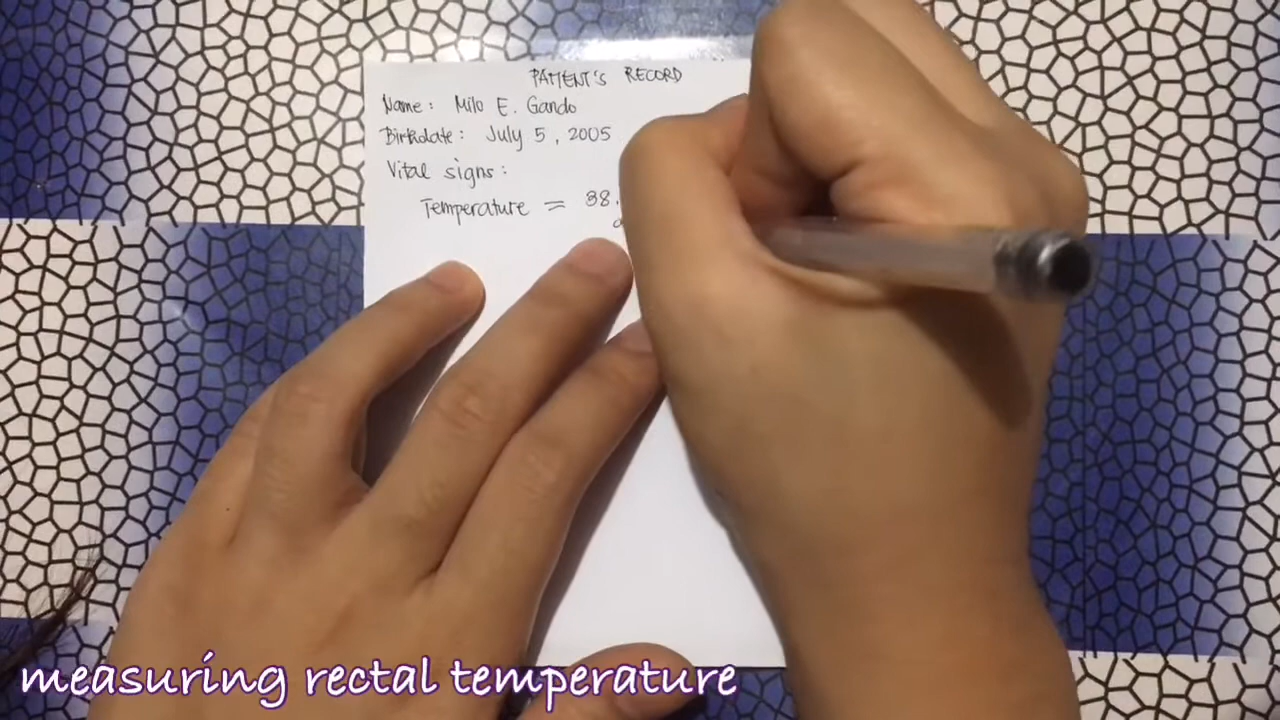 PATIENT'S RECORD
Name: Milo E. Gando
Birthdate: July 5, 2005
Vital signs:
Temperature = 38.
measuring rectal temperature